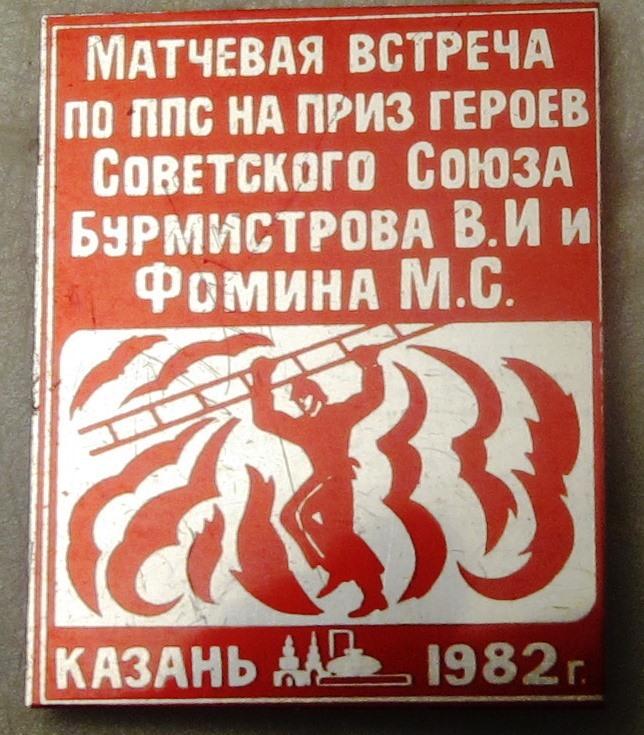 МАТЧЕВАЯ ВСТРЕЧА
ПО ППС НА ПРИЗ ГЕРОЕВ
СОВЕТСКОГО СОЮЗА
БУРМИСТРОВА В.И И
ФОМИНА М.С.
КАЗАНЬ 1982 г.